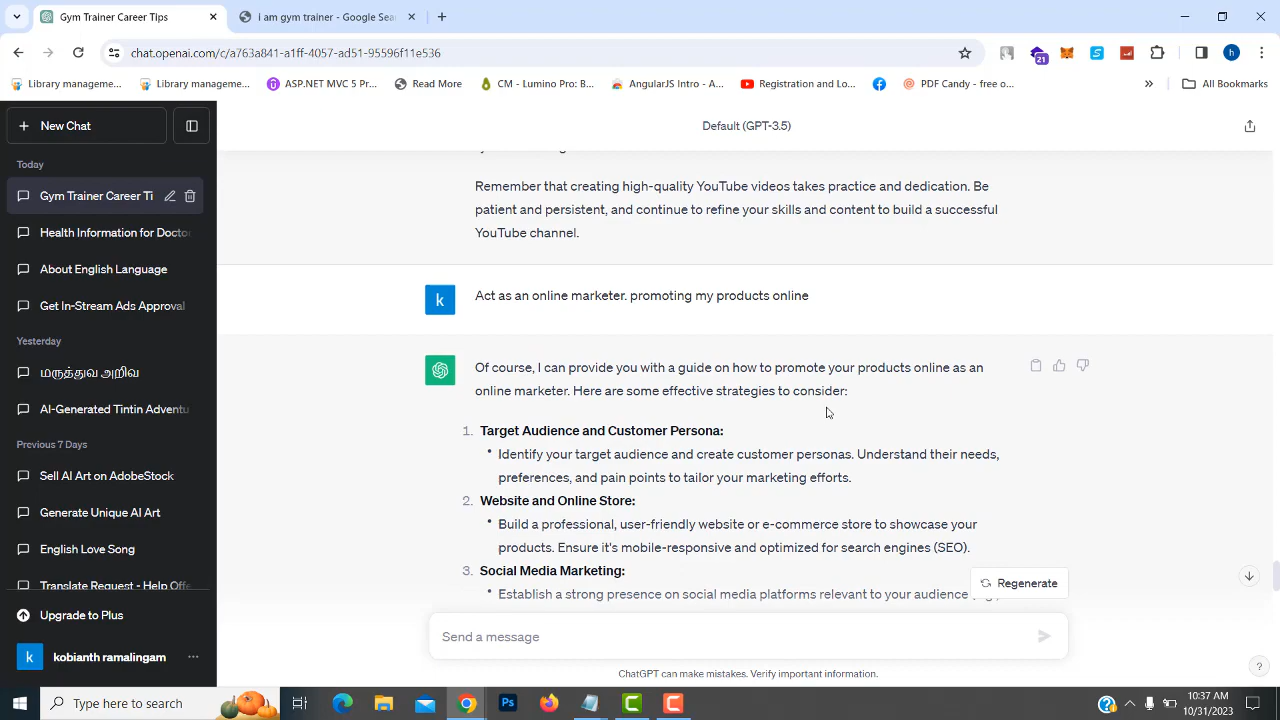 Gym Trainer Career Tips
I am gym trainer - Google Sea
chat.openai.com/c/a763a841-a1ff-4057-ad51-95596f11e536
21
h
Library manageme...
Library manageme...
ASP.NET MVC 5 Pr...
Read More
CM - Lumino Pro: B...
AngularJS Intro - A...
Registration and Lo...
PDF Candy - free o...
All Bookmarks
New Chat
Default (GPT-3.5)
Today
Gym Trainer Career Ti
Health Information for Docto
About English Language
Get In-Stream Ads Approval
Yesterday
மருத்துவ அறிவு
AI-Generated Tintin Adventu
Previous 7 Days
Sell AI Art on AdobeStock
Generate Unique AI Art
English Love Song
Translate Request - Help Offe
Upgrade to Plus
k
kobianth ramalingam
Remember that creating high-quality YouTube videos takes practice and dedication. Be
patient and persistent, and continue to refine your skills and content to build a successful
YouTube channel.
k
Act as an online marketer. promoting my products online
Of course, I can provide you with a guide on how to promote your products online as an
online marketer. Here are some effective strategies to consider:
1. Target Audience and Customer Persona:
• Identify your target audience and create customer personas. Understand their needs,
preferences, and pain points to tailor your marketing efforts.
2. Website and Online Store:
• Build a professional, user-friendly website or e-commerce store to showcase your
products. Ensure it's mobile-responsive and optimized for search engines (SEO).
3. Social Media Marketing:
• Establish a strong presence on social media platforms relevant to your audience
Regenerate
Send a message
ChatGPT can make mistakes. Verify important information.
?
Type here to search
Ps
C
C
10:37 AM
10/31/2023